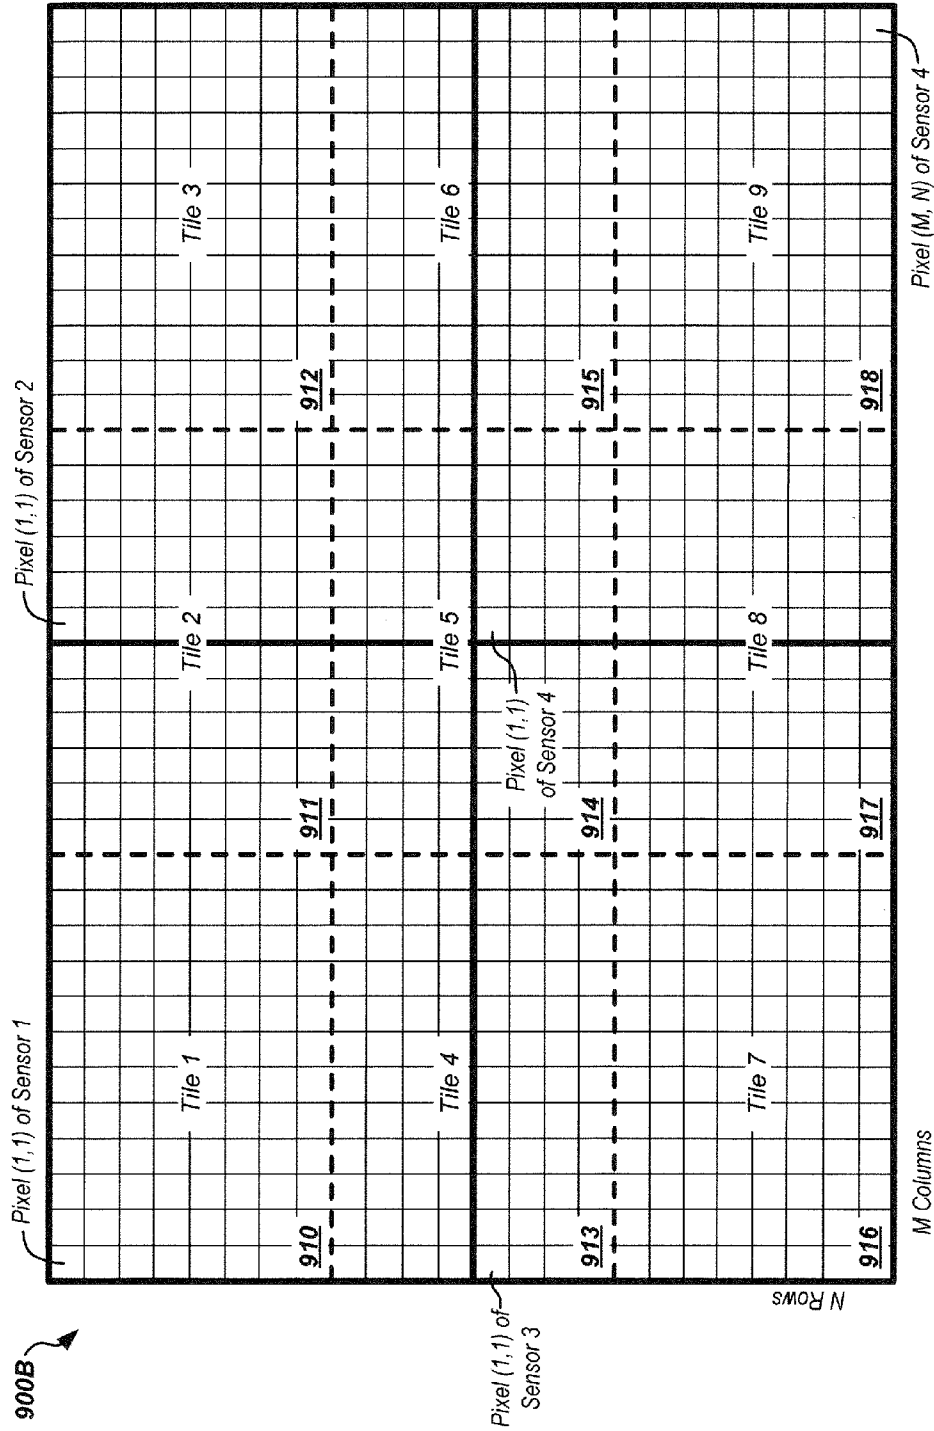 900B
Pixel (1,1) of Sensor 1
Pixel (1,1) of Sensor 2
Tile 1
Tile 2
Tile 3
910
911
912
Tile 4
Tile 5
Tile 6
Pixel (1,1) of
Sensor 3
Pixel (1,1)
of Sensor 4
913
914
915
Tile 7
Tile 8
Tile 9
916
917
918
N Rows
M Columns
Pixel (M, N) of Sensor 4